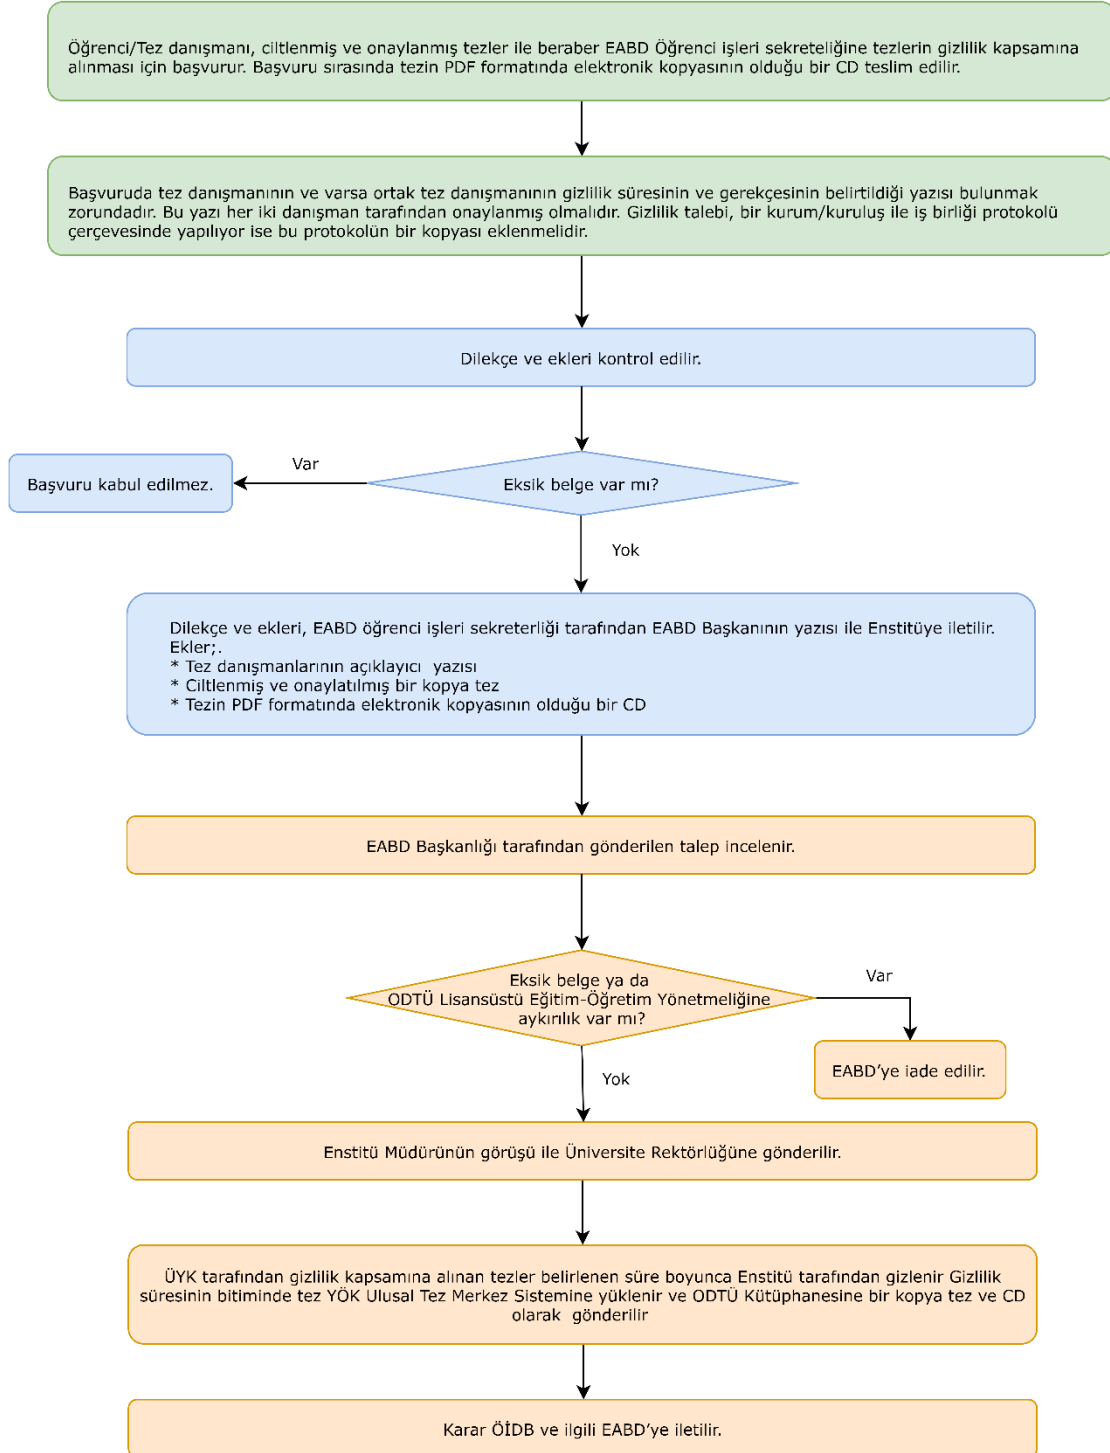 Öğrenci/Tez danışmanı, ciltlenmiş ve onaylanmış tezler ile beraber EABD Öğrenci işleri sekreteliğine tezlerin gizlilik kapsamına
alınması için başvurur. Başvuru sırasında tezin PDF formatında elektronik kopyasının olduğu bir CD teslim edilir.
Başvuruda tez danışmanının ve varsa ortak tez danışmanının gizlilik süresinin ve gerekçesinin belirtildiği yazısı bulunmak
zorundadır. Bu yazı her iki danışman tarafından onaylanmış olmalıdır. Gizlilik talebi, bir kurum/kuruluş ile iş birliği protokolü
çerçevesinde yapılıyor ise bu protokolün bir kopyası eklenmelidir.
Dilekçe ve ekleri kontrol edilir.
Var
Başvuru kabul edilmez.
Eksik belge var mı?
Yok
Dilekçe ve ekleri, EABD öğrenci işleri sekreterliği tarafından EABD Başkanının yazısı ile Enstitüye iletilir.
Ekler;.
* Tez danışmanlarının açıklayıcı  yazısı
* Ciltlenmiş ve onaylatılmış bir kopya tez
* Tezin PDF formatında elektronik kopyasının olduğu bir CD
EABD Başkanlığı tarafından gönderilen talep incelenir.
Eksik belge ya da
ODTÜ Lisansüstü Eğitim-Öğretim Yönetmeliğine
aykırılık var mı?
Var
EABD’ye iade edilir.
Yok
Enstitü Müdürünün görüşü ile Üniversite Rektörlüğüne gönderilir.
ÜYK tarafından gizlilik kapsamına alınan tezler belirlenen süre boyunca Enstitü tarafından gizlenir Gizlilik
süresinin bitiminde tez YÖK Ulusal Tez Merkez Sistemine yüklenir ve ODTÜ Kütüphanesine bir kopya tez ve CD
olarak  gönderilir
Karar ÖİDB ve ilgili EABD’ye iletilir.